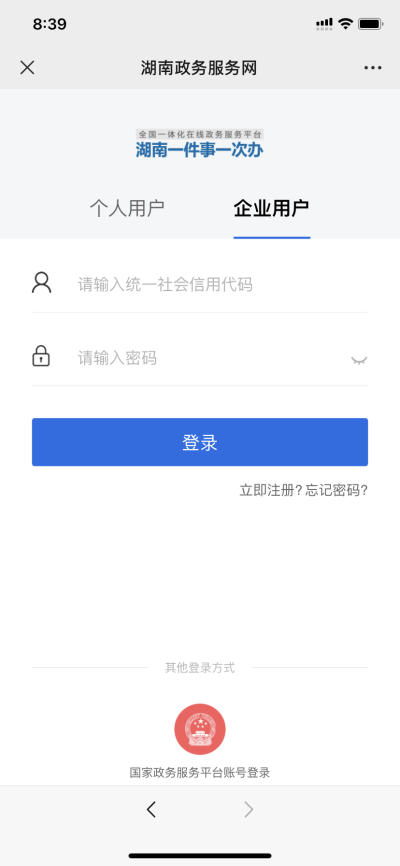 8:39
湖南政务服务网
全国一体化在线政务服务平台
湖南一件事一次办
个人用户
企业用户
请输入统一社会信用代码
请输入密码
登录
立即注册? 忘记密码?
其他登录方式
国家政务服务平台账号登录